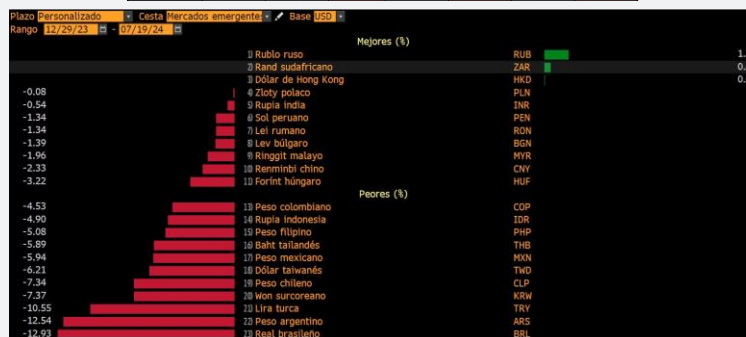 Plazo Personalizado Cesta Mercados emergentes Base USD
Rango 12/29/23 - 07/19/24
Mejores (%)
1) Rublo ruso RUB 1.
2) Rand sudafricano ZAR 0.
3) Dólar de Hong Kong HKD 0.
-0.08 4) Zloty polaco PLN
-0.54 5) Rupia india INR
-1.34 6) Sol peruano PEN
-1.34 7) Lei rumano RON
-1.39 8) Lev búlgaro BGN
-1.96 9) Ringgit malayo MYR
-2.33 10) Renminbi chino CNY
-3.22 11) Forínt húngaro HUF
Peores (%)
-4.53 13) Peso colombiano COP
-4.90 14) Rupia indonesia IDR
-5.08 15) Peso filipino PHP
-5.89 16) Baht tailandés THB
-5.94 17) Peso mexicano MXN
-6.21 18) Dólar taiwanés TWD
-7.34 19) Peso chileno CLP
-7.37 20) Won surcoreano KRW
-10.55 21) Lira turca TRY
-12.54 22) Peso argentino ARS
-12.93 23) Real brasileño BRL